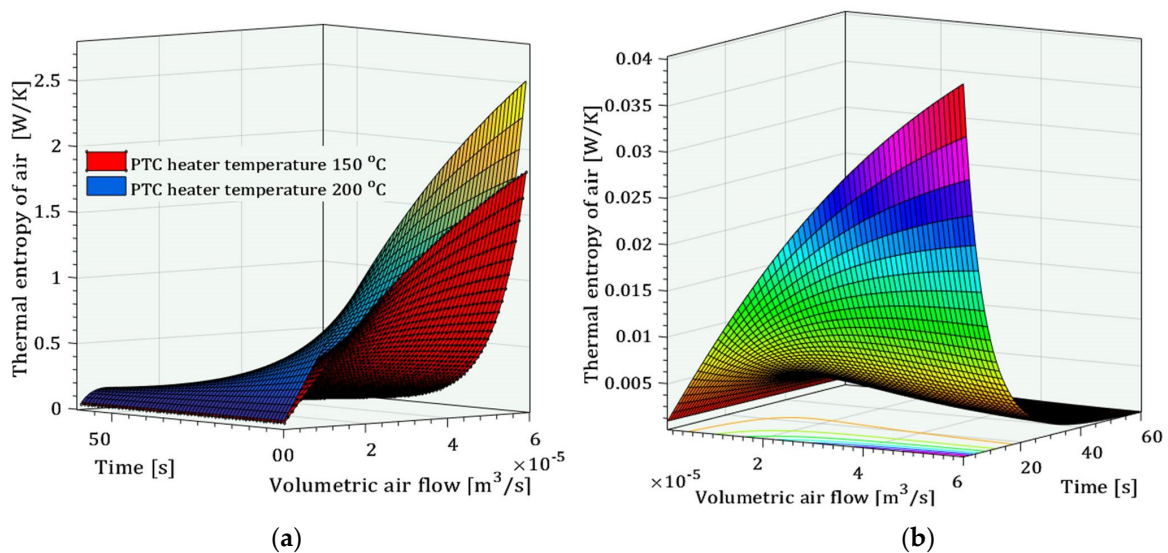 Thermal entropy of air [W/K]
2.5
2
1.5
1
0.5
0
PTC heater temperature 150 °C
PTC heater temperature 200 °C
50
00
2
4
6
×10⁻⁵
Time [s]
Volumetric air flow [m³/s]
(a)
Thermal entropy of air [W/K]
0.04
0.035
0.03
0.025
0.02
0.015
0.01
0.005
2
4
6
×10⁻⁵
Volumetric air flow [m³/s]
20
40
60
Time [s]
(b)